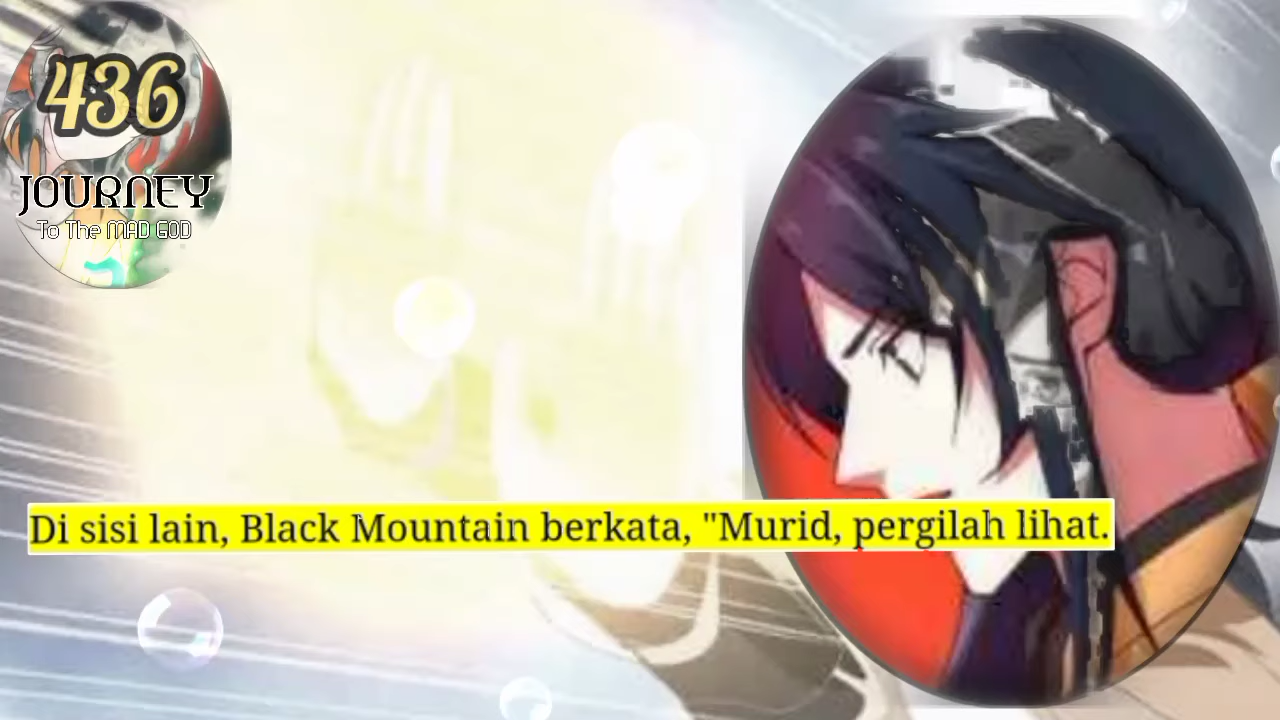 436
JOURNEY
To The MAD GOD
Di sisi lain, Black Mountain berkata, "Murid, pergilah lihat.